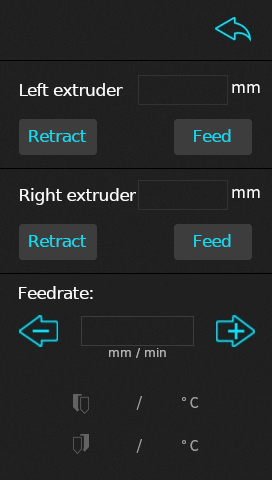 Left extruder mm
Retract Feed
Right extruder mm
Retract Feed
Feedrate:
mm / min
/ °C
/ °C